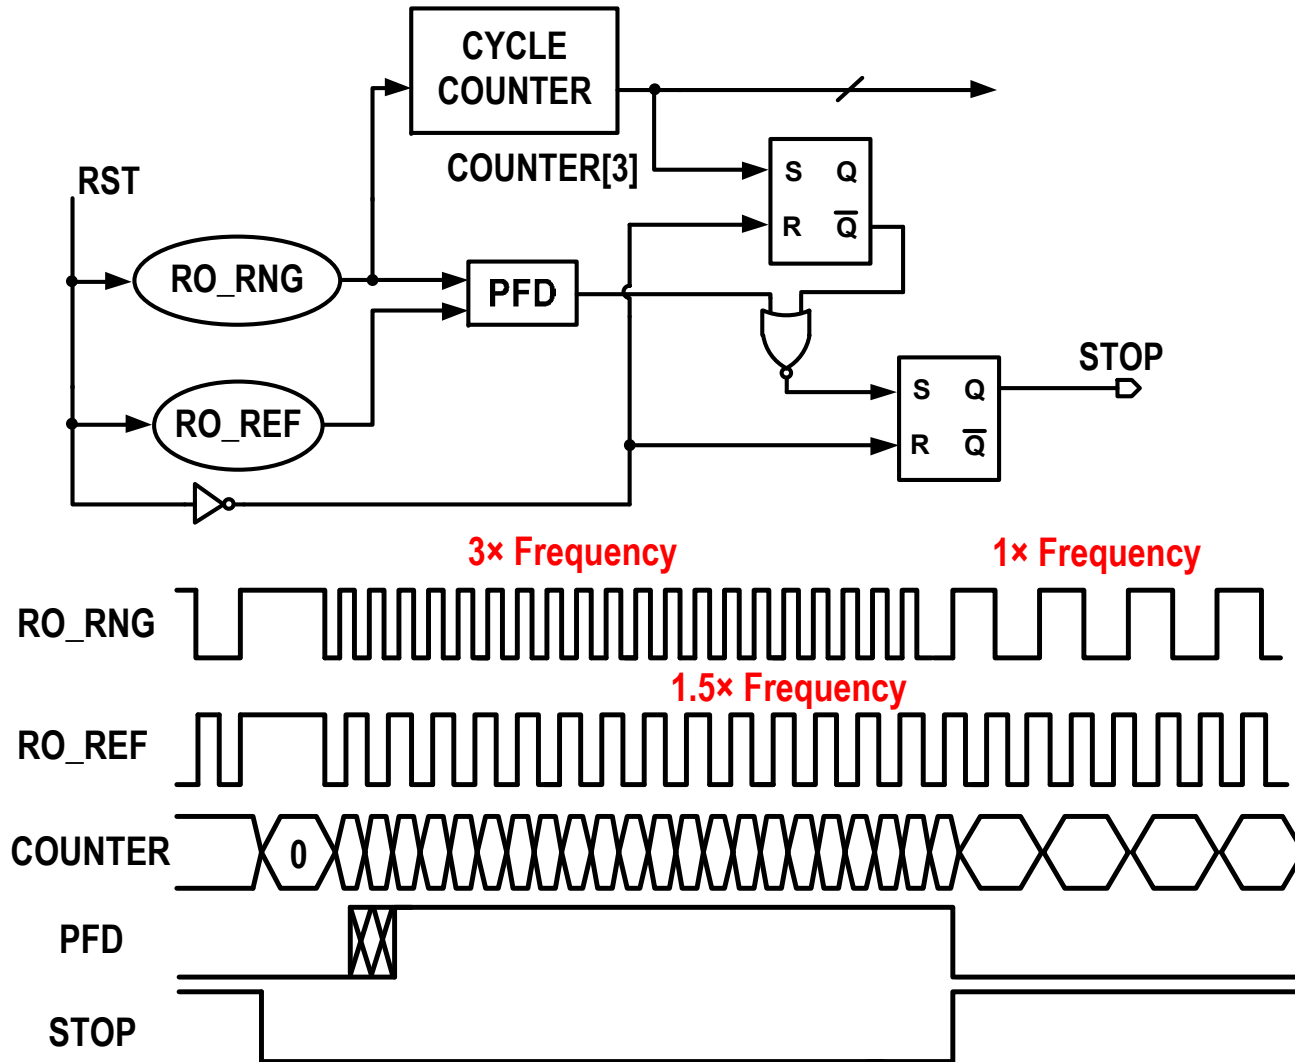 CYCLE
COUNTER
COUNTER[3]
RST
S Q
R Q̅
RO_RNG
PFD
RO_REF
STOP
S Q
R Q̅
3× Frequency
1× Frequency
RO_RNG
1.5× Frequency
RO_REF
COUNTER
0
PFD
STOP